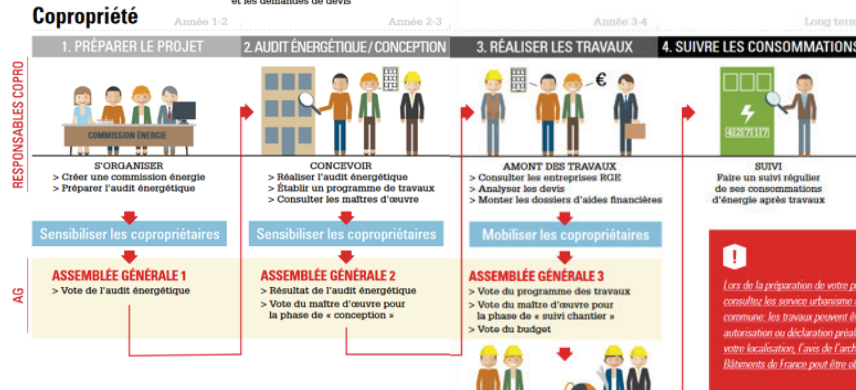 et les demandes de devis
Copropriété
Année 1-2
Année 2-3
Année 3-4
Long term
1. PRÉPARER LE PROJET
2. AUDIT ÉNERGÉTIQUE / CONCEPTION
3. RÉALISER LES TRAVAUX
4. SUIVRE LES CONSOMMATIONS
RESPONSABLES COPRO
COMMISSION ÉNERGIE
€
S'ORGANISER
> Créer une commission énergie
> Préparer l'audit énergétique
CONCEVOIR
> Réaliser l'audit énergétique
> Établir un programme de travaux
> Consulter les maîtres d'œuvre
AMONT DES TRAVAUX
> Consulter les entreprises RGE
> Analyser les devis
> Monter les dossiers d'aides financières
SUIVI
Faire un suivi régulier
de ses consommations
d'énergie après travaux
Sensibiliser les copropriétaires
Sensibiliser les copropriétaires
Mobiliser les copropriétaires
AG
ASSEMBLÉE GÉNÉRALE 1
> Vote de l'audit énergétique
ASSEMBLÉE GÉNÉRALE 2
> Résultat de l'audit énergétique
> Vote du maître d'œuvre pour
la phase de « conception »
ASSEMBLÉE GÉNÉRALE 3
> Vote du programme des travaux
> Vote du maître d'œuvre pour
la phase de « suivi chantier »
> Vote du budget
!
Lors de la préparation de votre
consultez les service urbanisme
commune: les travaux peuvent
autorisation ou déclaration
votre localisation, l'avis de
Bâtiments de France peut être